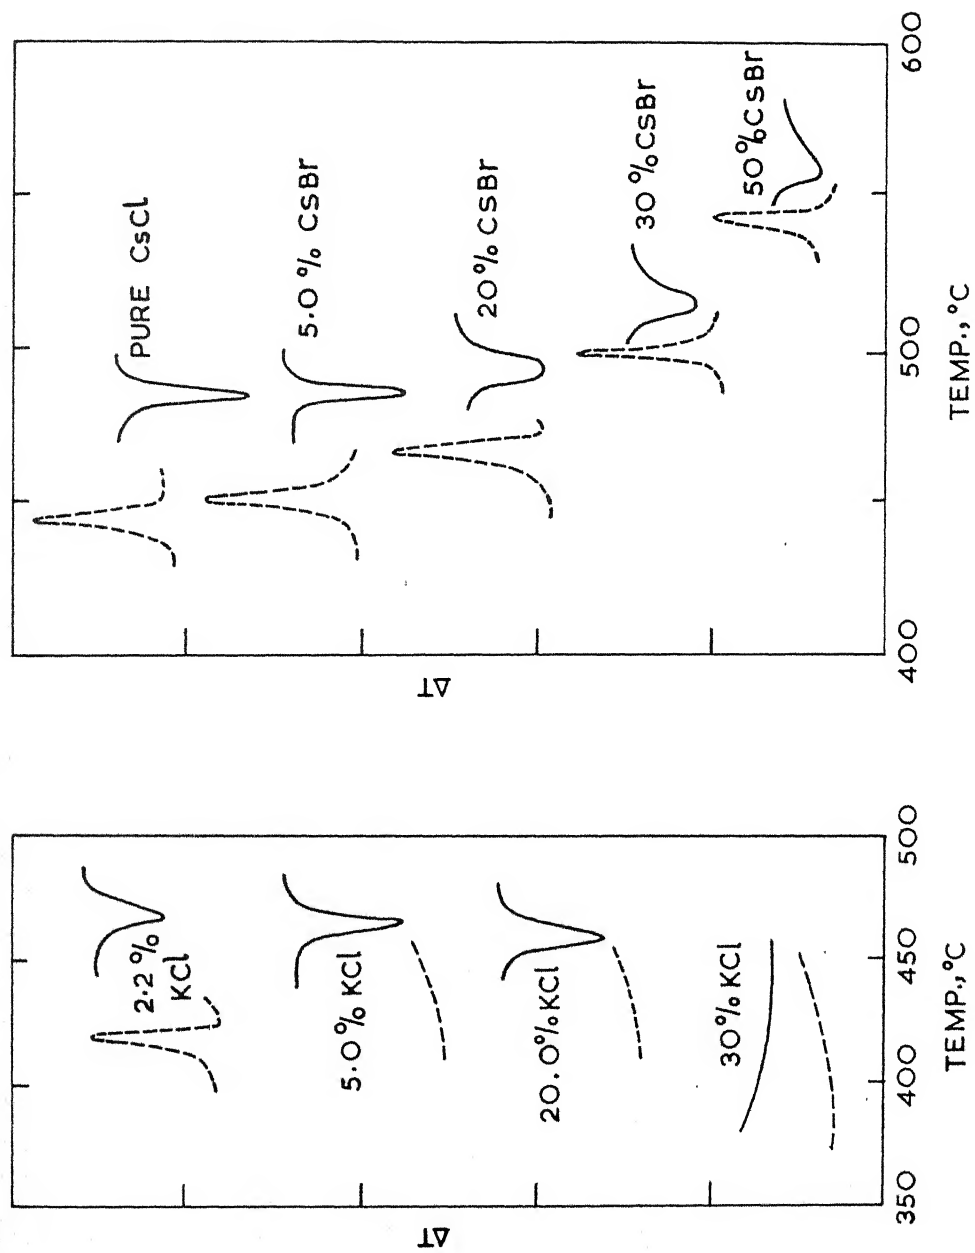 PURE CsCl
5.0% CsBr
20% CsBr
30%CsBr
50%CsBr
ΔT
400
500
600
TEMP.,°C
2.2%
KCl
5.0%KCl
20.0%KCl
30%KCl
ΔT
350
400
450
500
TEMP.,°C